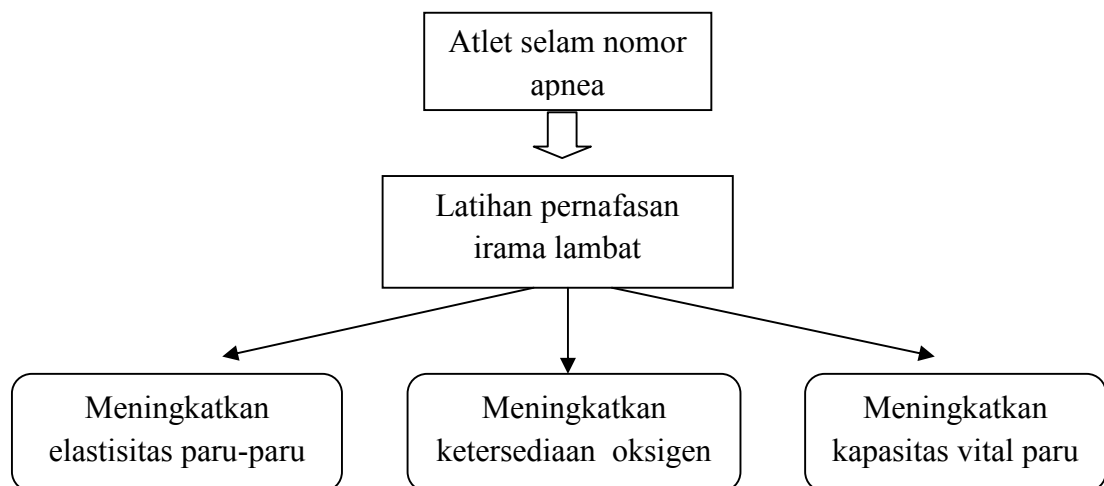 Atlet selam nomor
apnea
Latihan pernafasan
irama lambat
Meningkatkan
elastisitas paru-paru
Meningkatkan
ketersediaan  oksigen
Meningkatkan
kapasitas vital paru